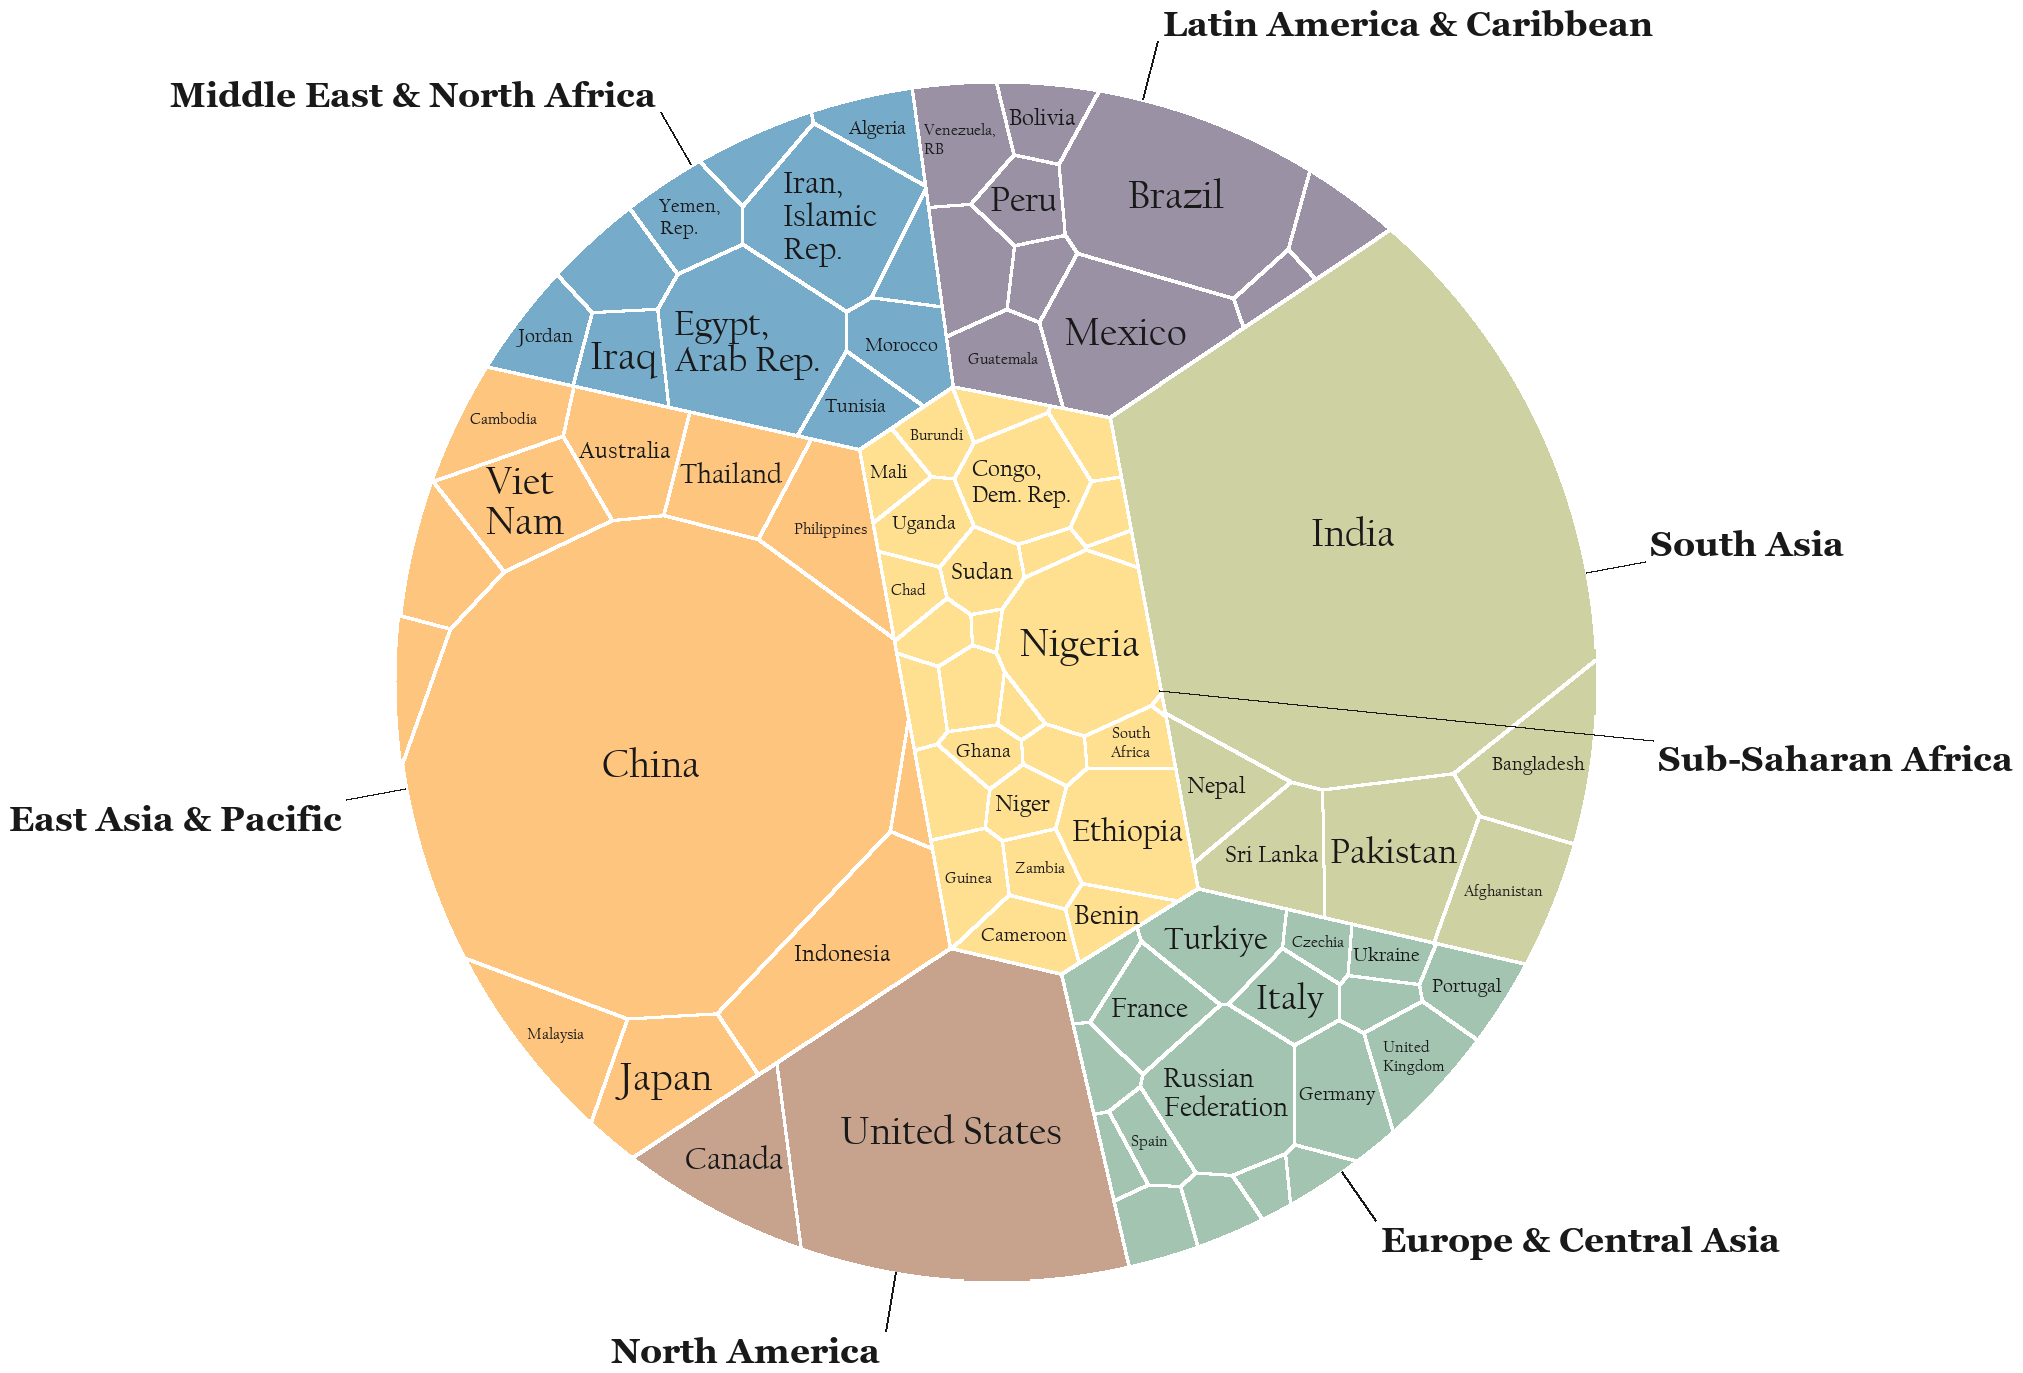 Latin America & Caribbean
Middle East & North Africa
Algeria
Venezuela,
RB
Bolivia
Iran,
Islamic
Rep.
Yemen,
Rep.
Peru
Brazil
Jordan
Iraq
Egypt,
Arab Rep.
Morocco
Guatemala
Mexico
Tunisia
Cambodia
Australia
Viet
Nam
Thailand
Philippines
Burundi
Mali
Congo,
Dem. Rep.
Uganda
Sudan
Chad
India
South Asia
Nigeria
China
Ghana
South
Africa
Sub-Saharan Africa
Nepal
Bangladesh
East Asia & Pacific
Niger
Ethiopia
Sri Lanka
Pakistan
Guinea
Zambia
Afghanistan
Benin
Cameroon
Indonesia
Turkiye
Czechia
Ukraine
Portugal
France
Italy
Malaysia
Japan
United
Kingdom
Russian
Federation
Germany
Spain
United States
Canada
Europe & Central Asia
North America